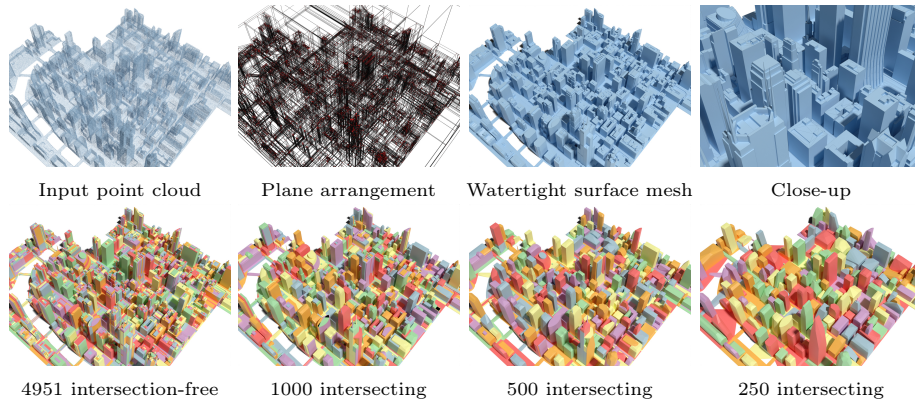 Input point cloud
Plane arrangement
Watertight surface mesh
Close-up
4951 intersection-free
1000 intersecting
500 intersecting
250 intersecting